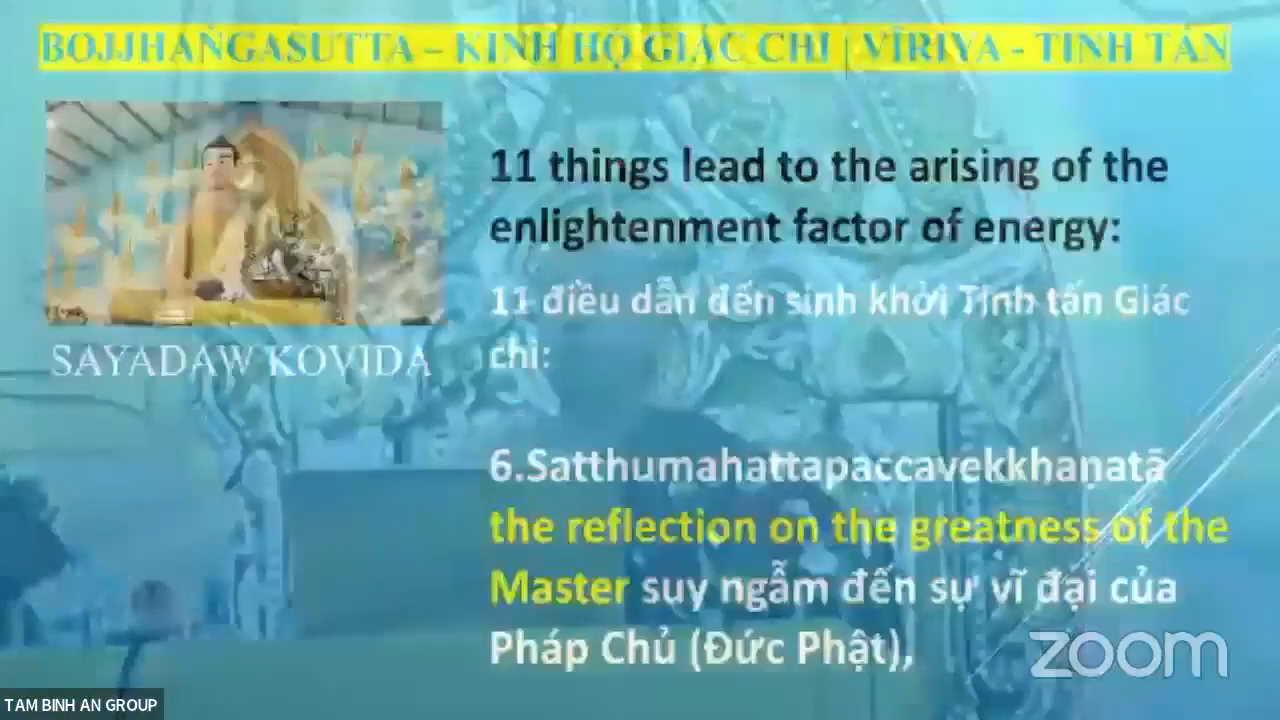 BOJJHAṄGASUTTA – KINH HỘ GIÁC CHI | VĪRIYA - TINH TẤN
SAYADAW KOVIDA
11 things lead to the arising of the
enlightenment factor of energy:
11 điều dẫn đến sinh khởi Tinh tấn Giác
chi:
6.Satthumahattapaccavekkhaṇatā
the reflection on the greatness of the
Master suy ngẫm đến sự vĩ đại của
Pháp Chủ (Đức Phật),
zoom
TAM BINH AN GROUP